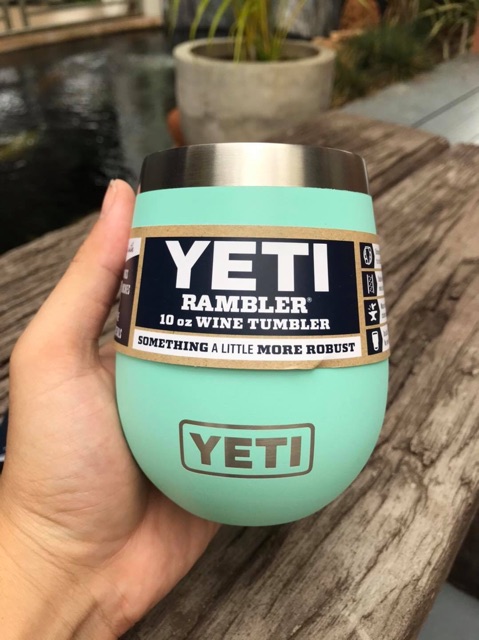 YETI
RAMBLER®
10 oz WINE TUMBLER
SOMETHING A LITTLE MORE ROBUST
YETI